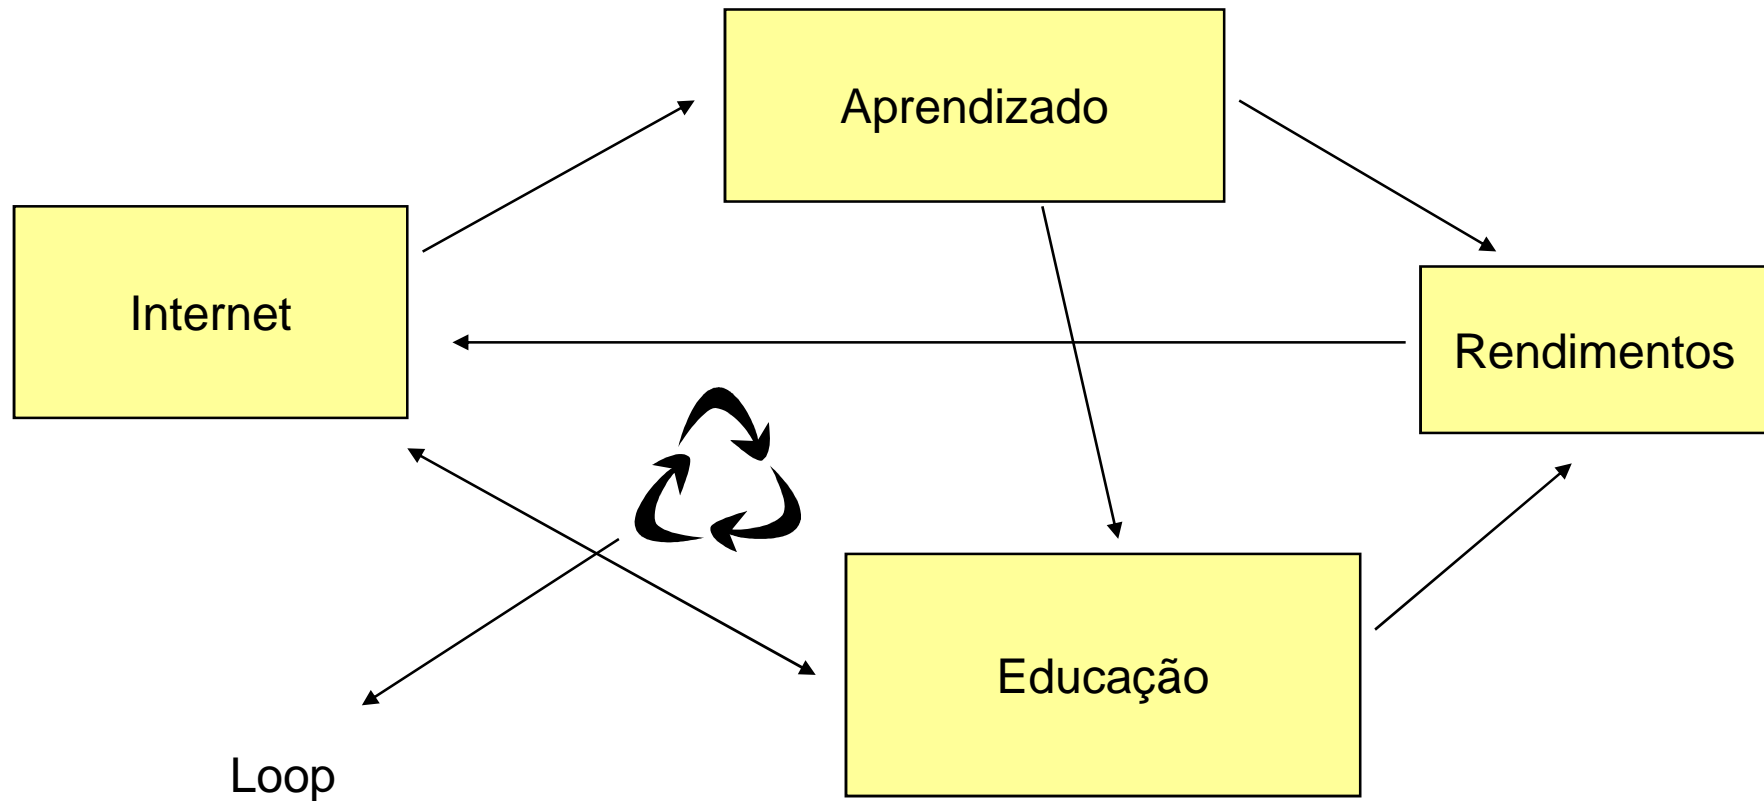 Aprendizado
Internet
Rendimentos
Educação
Loop